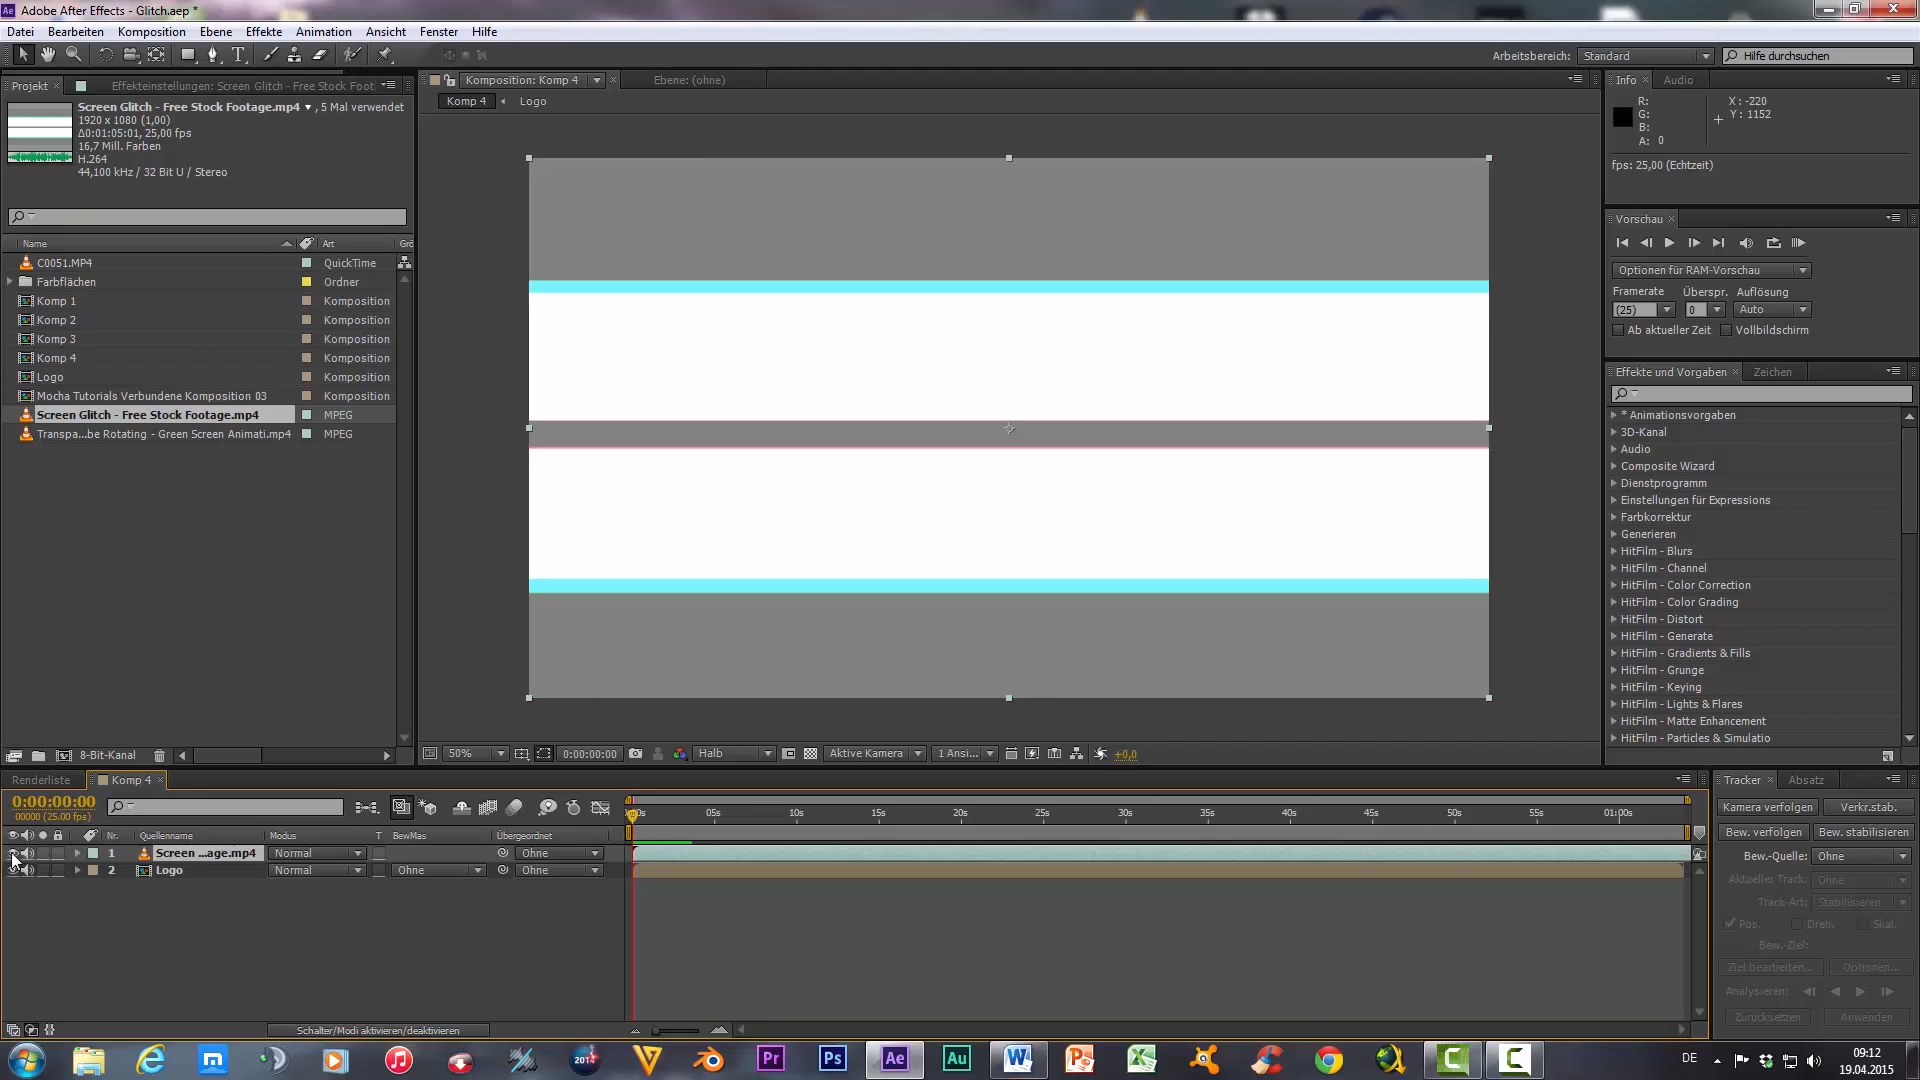 Adobe After Effects - Glitch.aep *
Datei Bearbeiten Komposition Ebene Effekte Animation Ansicht Fenster Hilfe
Arbeitsbereich: Standard Hilfe durchsuchen
Projekt Effekteinstellungen: Screen Glitch - Free Stock Foot
Komposition: Komp 4 Ebene: (ohne)
Komp 4 Logo
Screen Glitch - Free Stock Footage.mp4 , 5 Mal verwendet
1920 x 1080 (1,00)
Δ0:01:05:01, 25,00 fps
16,7 Mill. Farben
H.264
44,100 kHz / 32 Bit U / Stereo
Name Art Grö
C0051.MP4 QuickTime
Farbflächen Ordner
Komp 1 Komposition
Komp 2 Komposition
Komp 3 Komposition
Komp 4 Komposition
Logo Komposition
Mocha Tutorials Verbundene Komposition 03 Komposition
Screen Glitch - Free Stock Footage.mp4 MPEG
Transpa...be Rotating - Green Screen Animati.mp4 MPEG
8-Bit-Kanal
50% 0:00:00:00 Halb Aktive Kamera 1 Ansi... +0,0
Info Audio
R: X : -220
G: Y : 1152
B:
A: 0
fps: 25,00 (Echtzeit)
Vorschau
Optionen für RAM-Vorschau
Framerate Überspr. Auflösung
(25) 0 Auto
Ab aktueller Zeit Vollbildschirm
Effekte und Vorgaben Zeichen
* Animationsvorgaben
3D-Kanal
Audio
Composite Wizard
Dienstprogramm
Einstellungen für Expressions
Farbkorrektur
Generieren
HitFilm - Blurs
HitFilm - Channel
HitFilm - Color Correction
HitFilm - Color Grading
HitFilm - Distort
HitFilm - Generate
HitFilm - Gradients & Fills
HitFilm - Grunge
HitFilm - Keying
HitFilm - Lights & Flares
HitFilm - Matte Enhancement
HitFilm - Particles & Simulatio
Renderliste Komp 4
0:00:00:00
00000 (25.00 fps)
05s 10s 15s 20s 25s 30s 35s 40s 45s 50s 55s 01:00s
Nr. Quellenname Modus T BewMas Übergeordnet
1 Screen ...age.mp4 Normal Ohne
2 Logo Normal Ohne Ohne
Schalter/Modi aktivieren/deaktivieren
Tracker Absatz
Kamera verfolgen Verkr.stab.
Bew. verfolgen Bew. stabilisieren
Bew.-Quelle: Ohne
Aktueller Track: Ohne
Track-Art: Stabilisieren
Pos. Dreh. Skal.
Bew.-Ziel:
Ziel bearbeiten... Optionen...
Analysieren:
Zurücksetzen Anwenden
2014 Pr Ps Ae Au
DE 09:12
19.04.2015